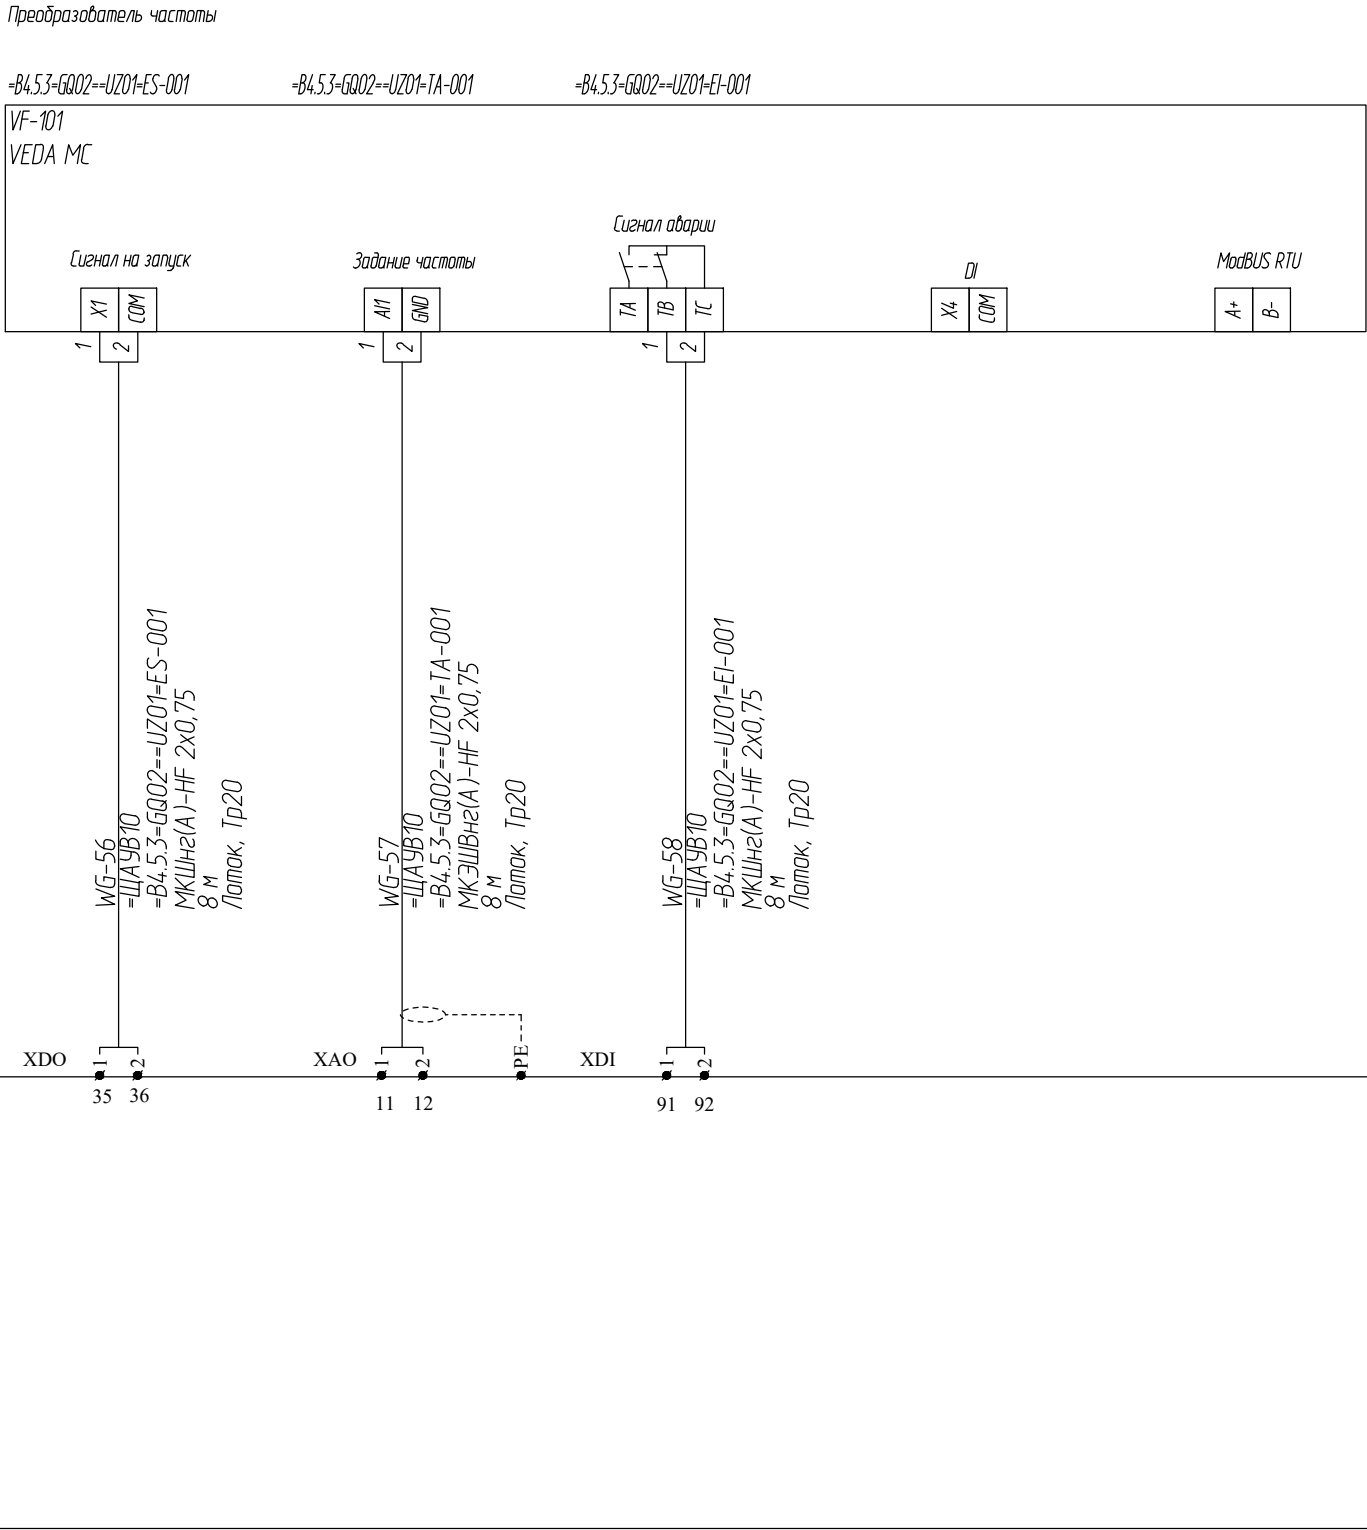 Преобразователь частоты
=B4.5.3=GQ02==UZ01=ES-001
=B4.5.3=GQ02==UZ01=TA-001
=B4.5.3=GQ02==UZ01=EI-001
VF-101
VEDA MC
Сигнал на запуск
Задание частоты
Сигнал аварии
DI
ModBUS RTU
X1
COM
AI1
GND
TA
TB
TC
X4
COM
A+
B-
1
2
1
2
1
2
WG-56
=ЩАУВ10
=B4.5.3=GQ02==UZ01=ES-001
МКШнг(А)-HF 2x0,75
8 м
Лоток, Тр20
WG-57
=ЩАУВ10
=B4.5.3=GQ02==UZ01=TA-001
МКЭШВнг(А)-HF 2x0,75
8 м
Лоток, Тр20
WG-58
=ЩАУВ10
=B4.5.3=GQ02==UZ01=EI-001
МКШнг(А)-HF 2x0,75
8 м
Лоток, Тр20
XDO
1
2
XAO
1
2
PE
XDI
1
2
35
36
11
12
91
92